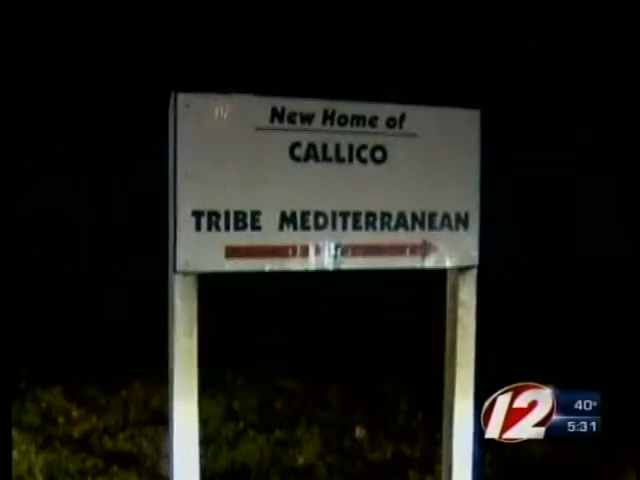 New Home of
CALLICO
TRIBE MEDITERRANEAN
12
40°
5:31